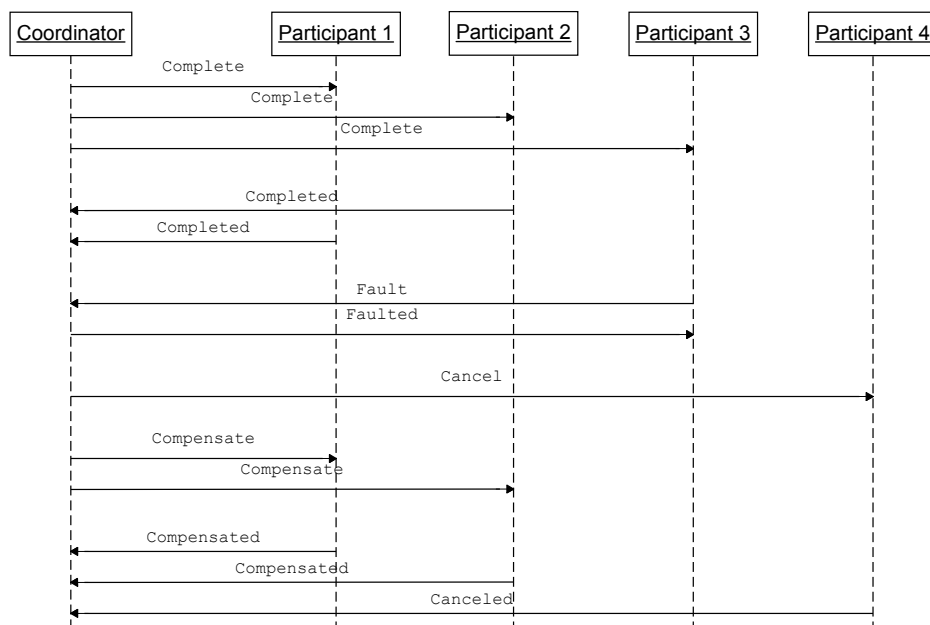 Coordinator
Participant 1
Participant 2
Participant 3
Participant 4
Complete
Complete
Complete
Completed
Completed
Fault
Faulted
Cancel
Compensate
Compensate
Compensated
Compensated
Canceled